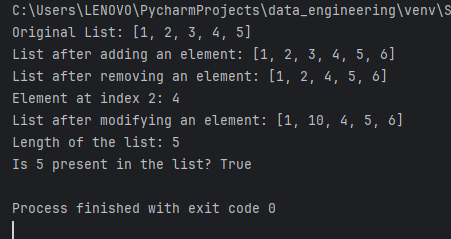 C:\Users\LENOVO\PycharmProjects\data_engineering\venv\S
Original List: [1, 2, 3, 4, 5]
List after adding an element: [1, 2, 3, 4, 5, 6]
List after removing an element: [1, 2, 4, 5, 6]
Element at index 2: 4
List after modifying an element: [1, 10, 4, 5, 6]
Length of the list: 5
Is 5 present in the list? True
Process finished with exit code 0